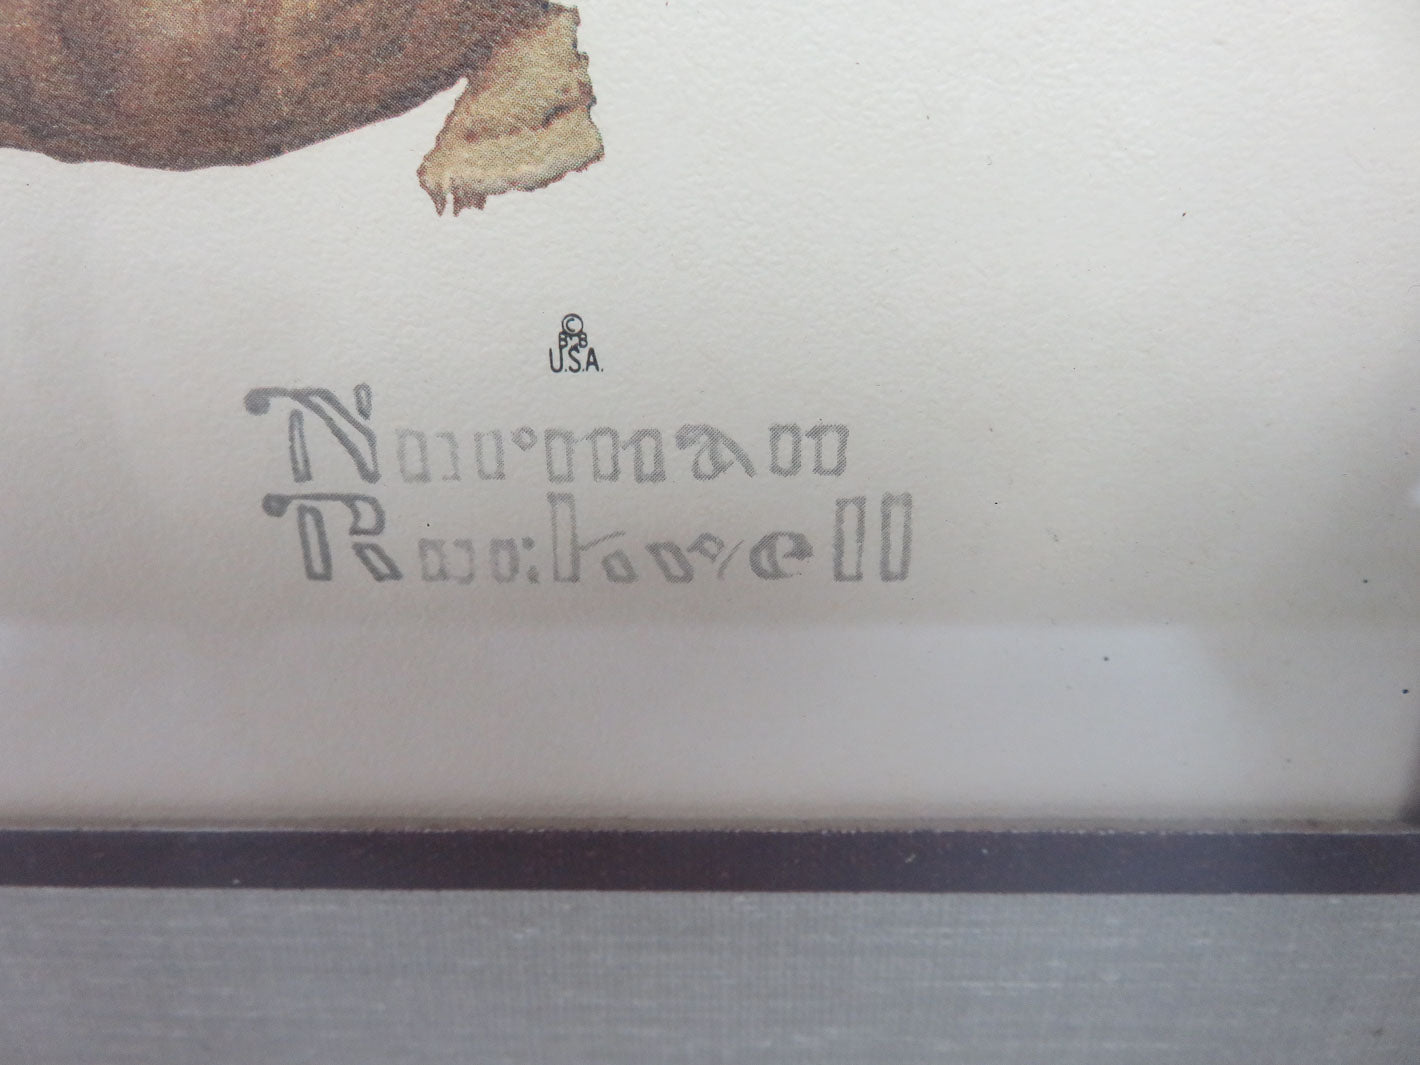 ©
B B
U.S.A.
Norman
Rockwell